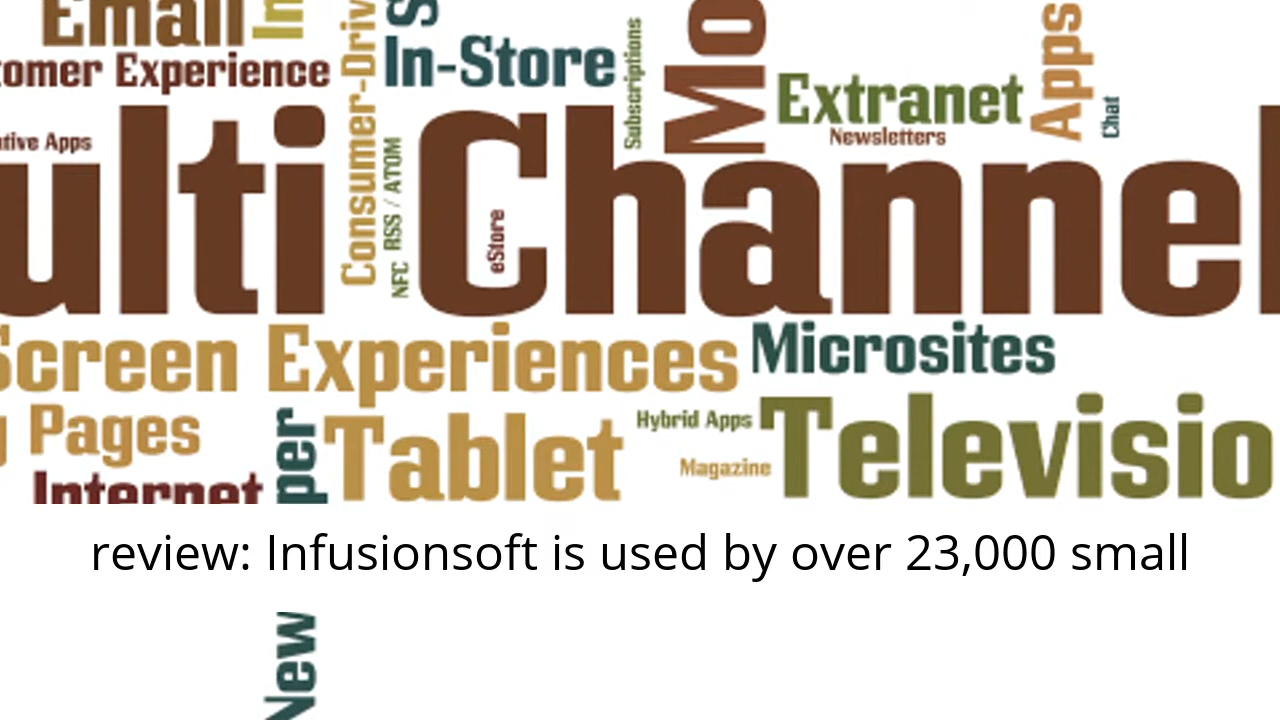 Email
In
S
Mo
Apps
tomer Experience
Consumer-Driv
In-Store
Subscriptions
Extranet
Chat
Newsletters
ative Apps
RSS / ATOM
NFC
eStore
ulti Channel
Screen Experiences
Microsites
g Pages
per
Tablet
Hybrid Apps
Televisio
Magazine
Internet
review: Infusionsoft is used by over 23,000 small
New